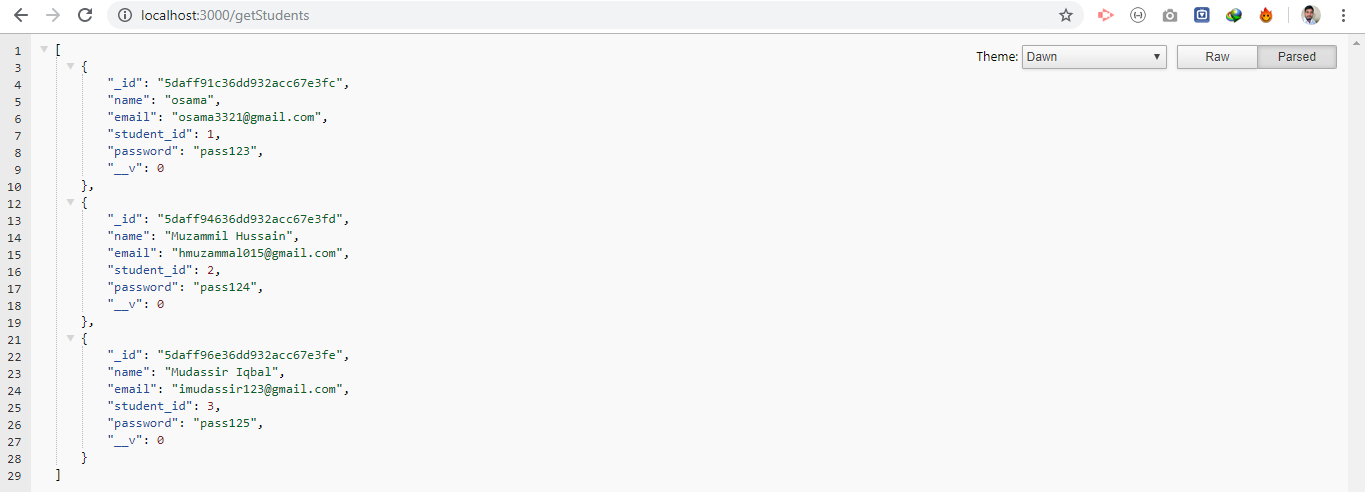 localhost:3000/getStudents
Theme: Dawn Raw Parsed
1 [
3 {
4 "_id": "5daff91c36dd932acc67e3fc",
5 "name": "osama",
6 "email": "osama3321@gmail.com",
7 "student_id": 1,
8 "password": "pass123",
9 "__v": 0
10 },
12 {
13 "_id": "5daff94636dd932acc67e3fd",
14 "name": "Muzammil Hussain",
15 "email": "hmuzammal015@gmail.com",
16 "student_id": 2,
17 "password": "pass124",
18 "__v": 0
19 },
21 {
22 "_id": "5daff96e36dd932acc67e3fe",
23 "name": "Mudassir Iqbal",
24 "email": "imudassir123@gmail.com",
25 "student_id": 3,
26 "password": "pass125",
27 "__v": 0
28 }
29 ]